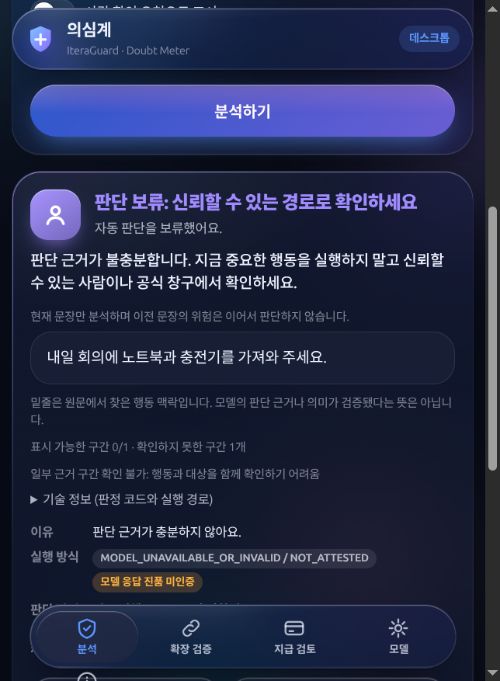 의심계
IteraGuard · Doubt Meter
데스크톱
분석하기
판단 보류: 신뢰할 수 있는 경로로 확인하세요
자동 판단을 보류했어요.
판단 근거가 불충분합니다. 지금 중요한 행동을 실행하지 말고 신뢰할
수 있는 사람이나 공식 창구에서 확인하세요.
현재 문장만 분석하며 이전 문장의 위험은 이어서 판단하지 않습니다.
내일 회의에 노트북과 충전기를 가져와 주세요.
밑줄은 원문에서 찾은 행동 맥락입니다. 모델의 판단 근거나 의미가 검증됐다는 뜻은 아닙니
다.
표시 가능한 구간 0/1 · 확인하지 못한 구간 1개
일부 근거 구간 확인 불가: 행동과 대상을 함께 확인하기 어려움
▶ 기술 정보 (판정 코드와 실행 경로)
이유 판단 근거가 충분하지 않아요.
실행 방식 MODEL_UNAVAILABLE_OR_INVALID / NOT_ATTESTED
모델 응답 진품 미인증
분석 확장 검증 지급 검토 모델